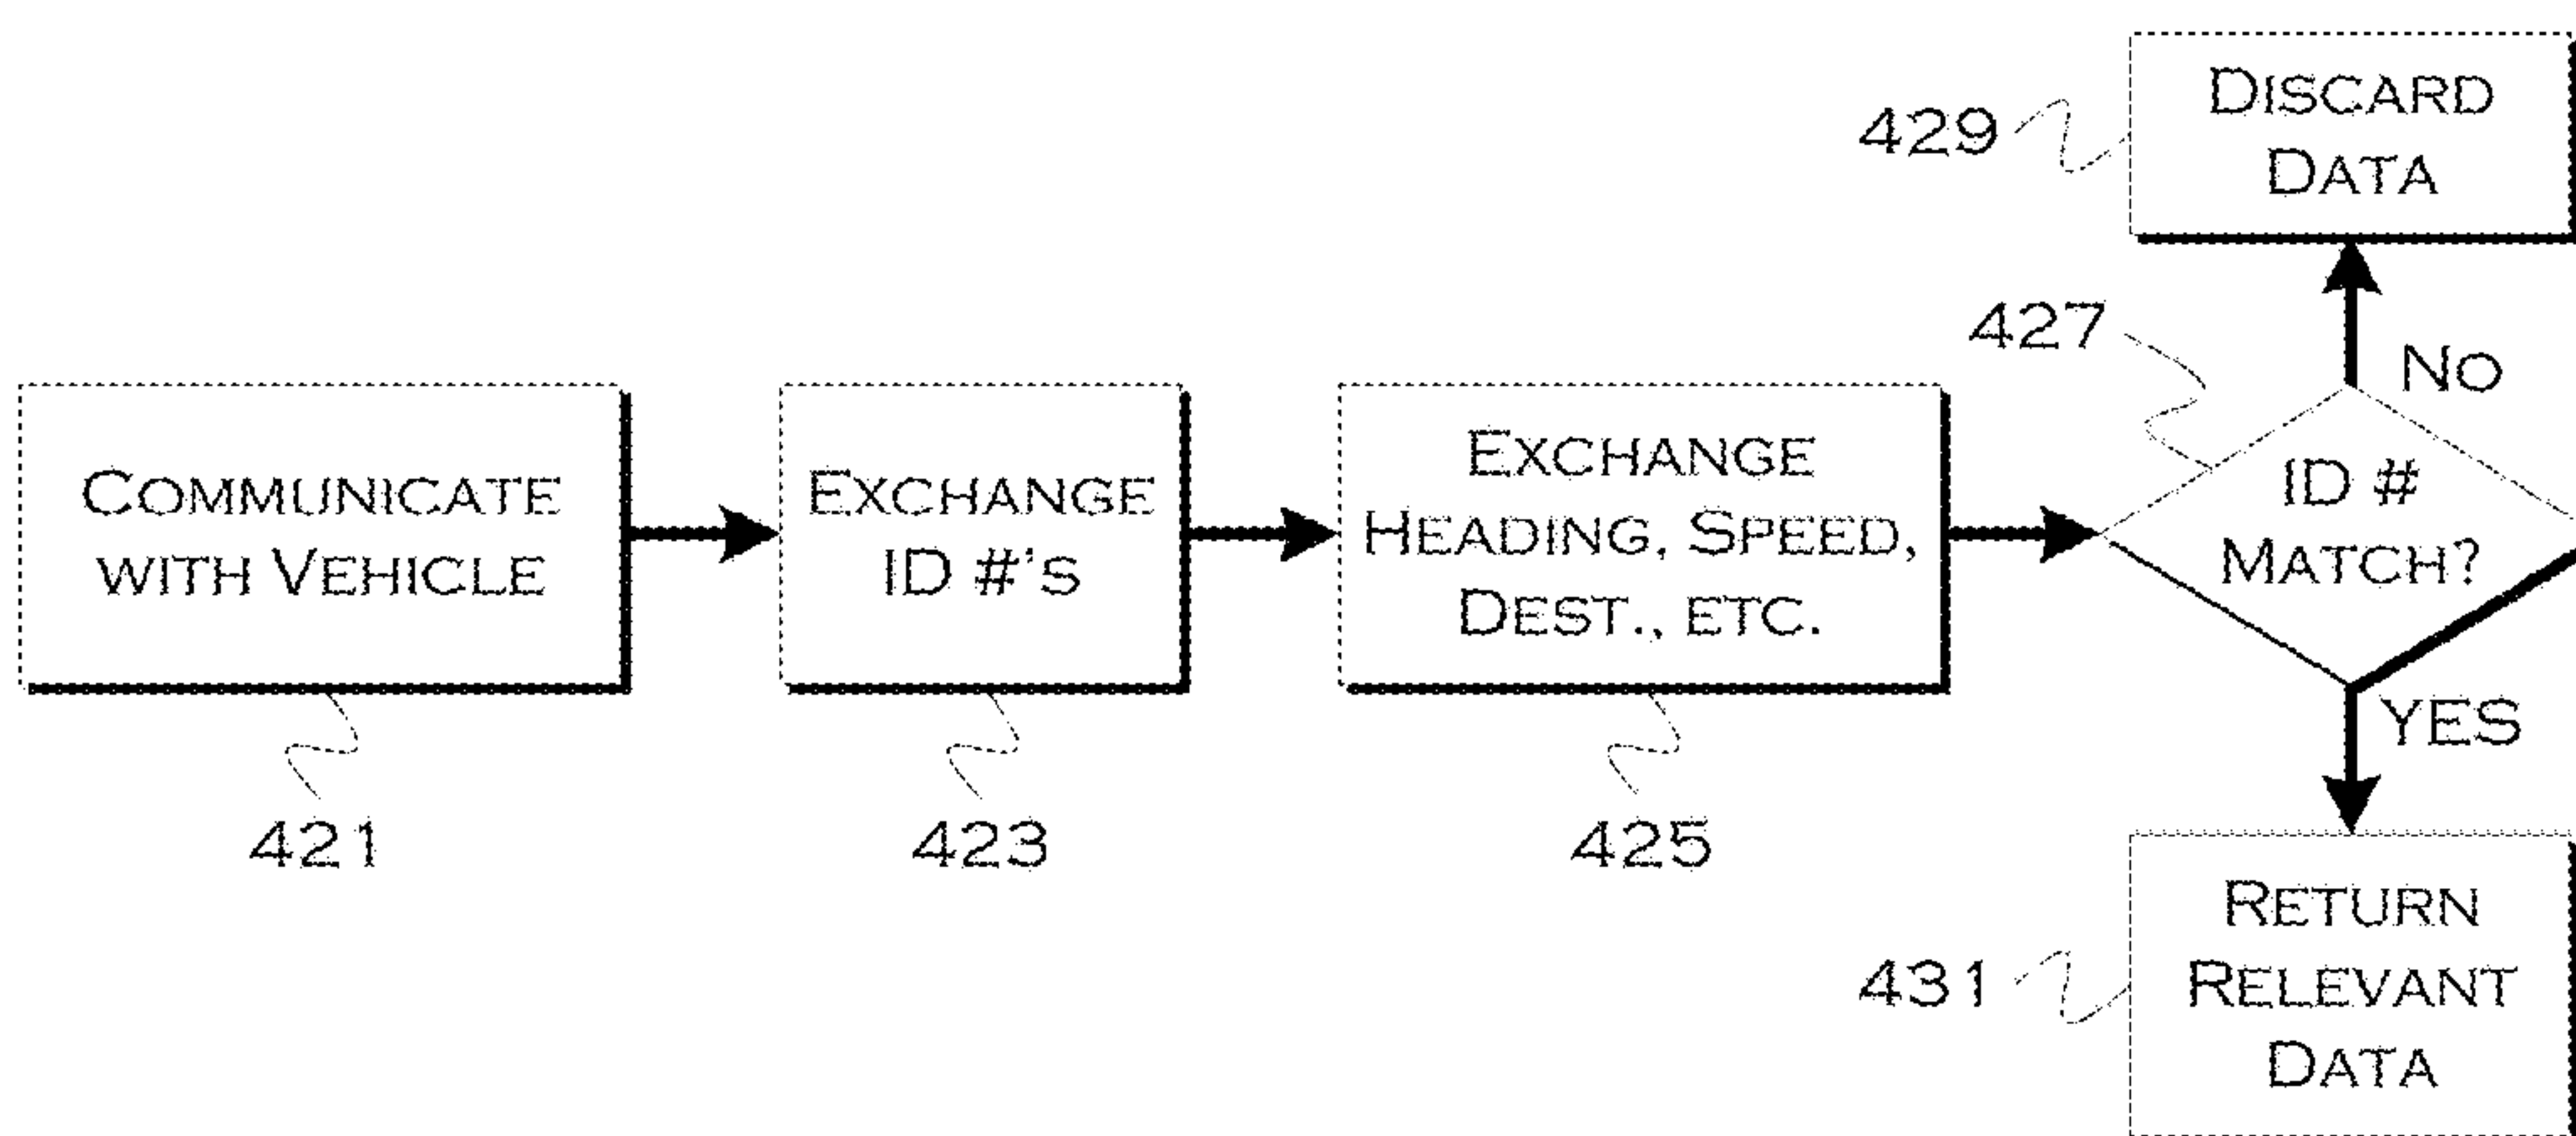 DISCARD
DATA
429
427
NO
COMMUNICATE
WITH VEHICLE
EXCHANGE
ID #'S
EXCHANGE
HEADING, SPEED,
DEST., ETC.
ID #
MATCH?
YES
421
423
425
RETURN
RELEVANT
DATA
431